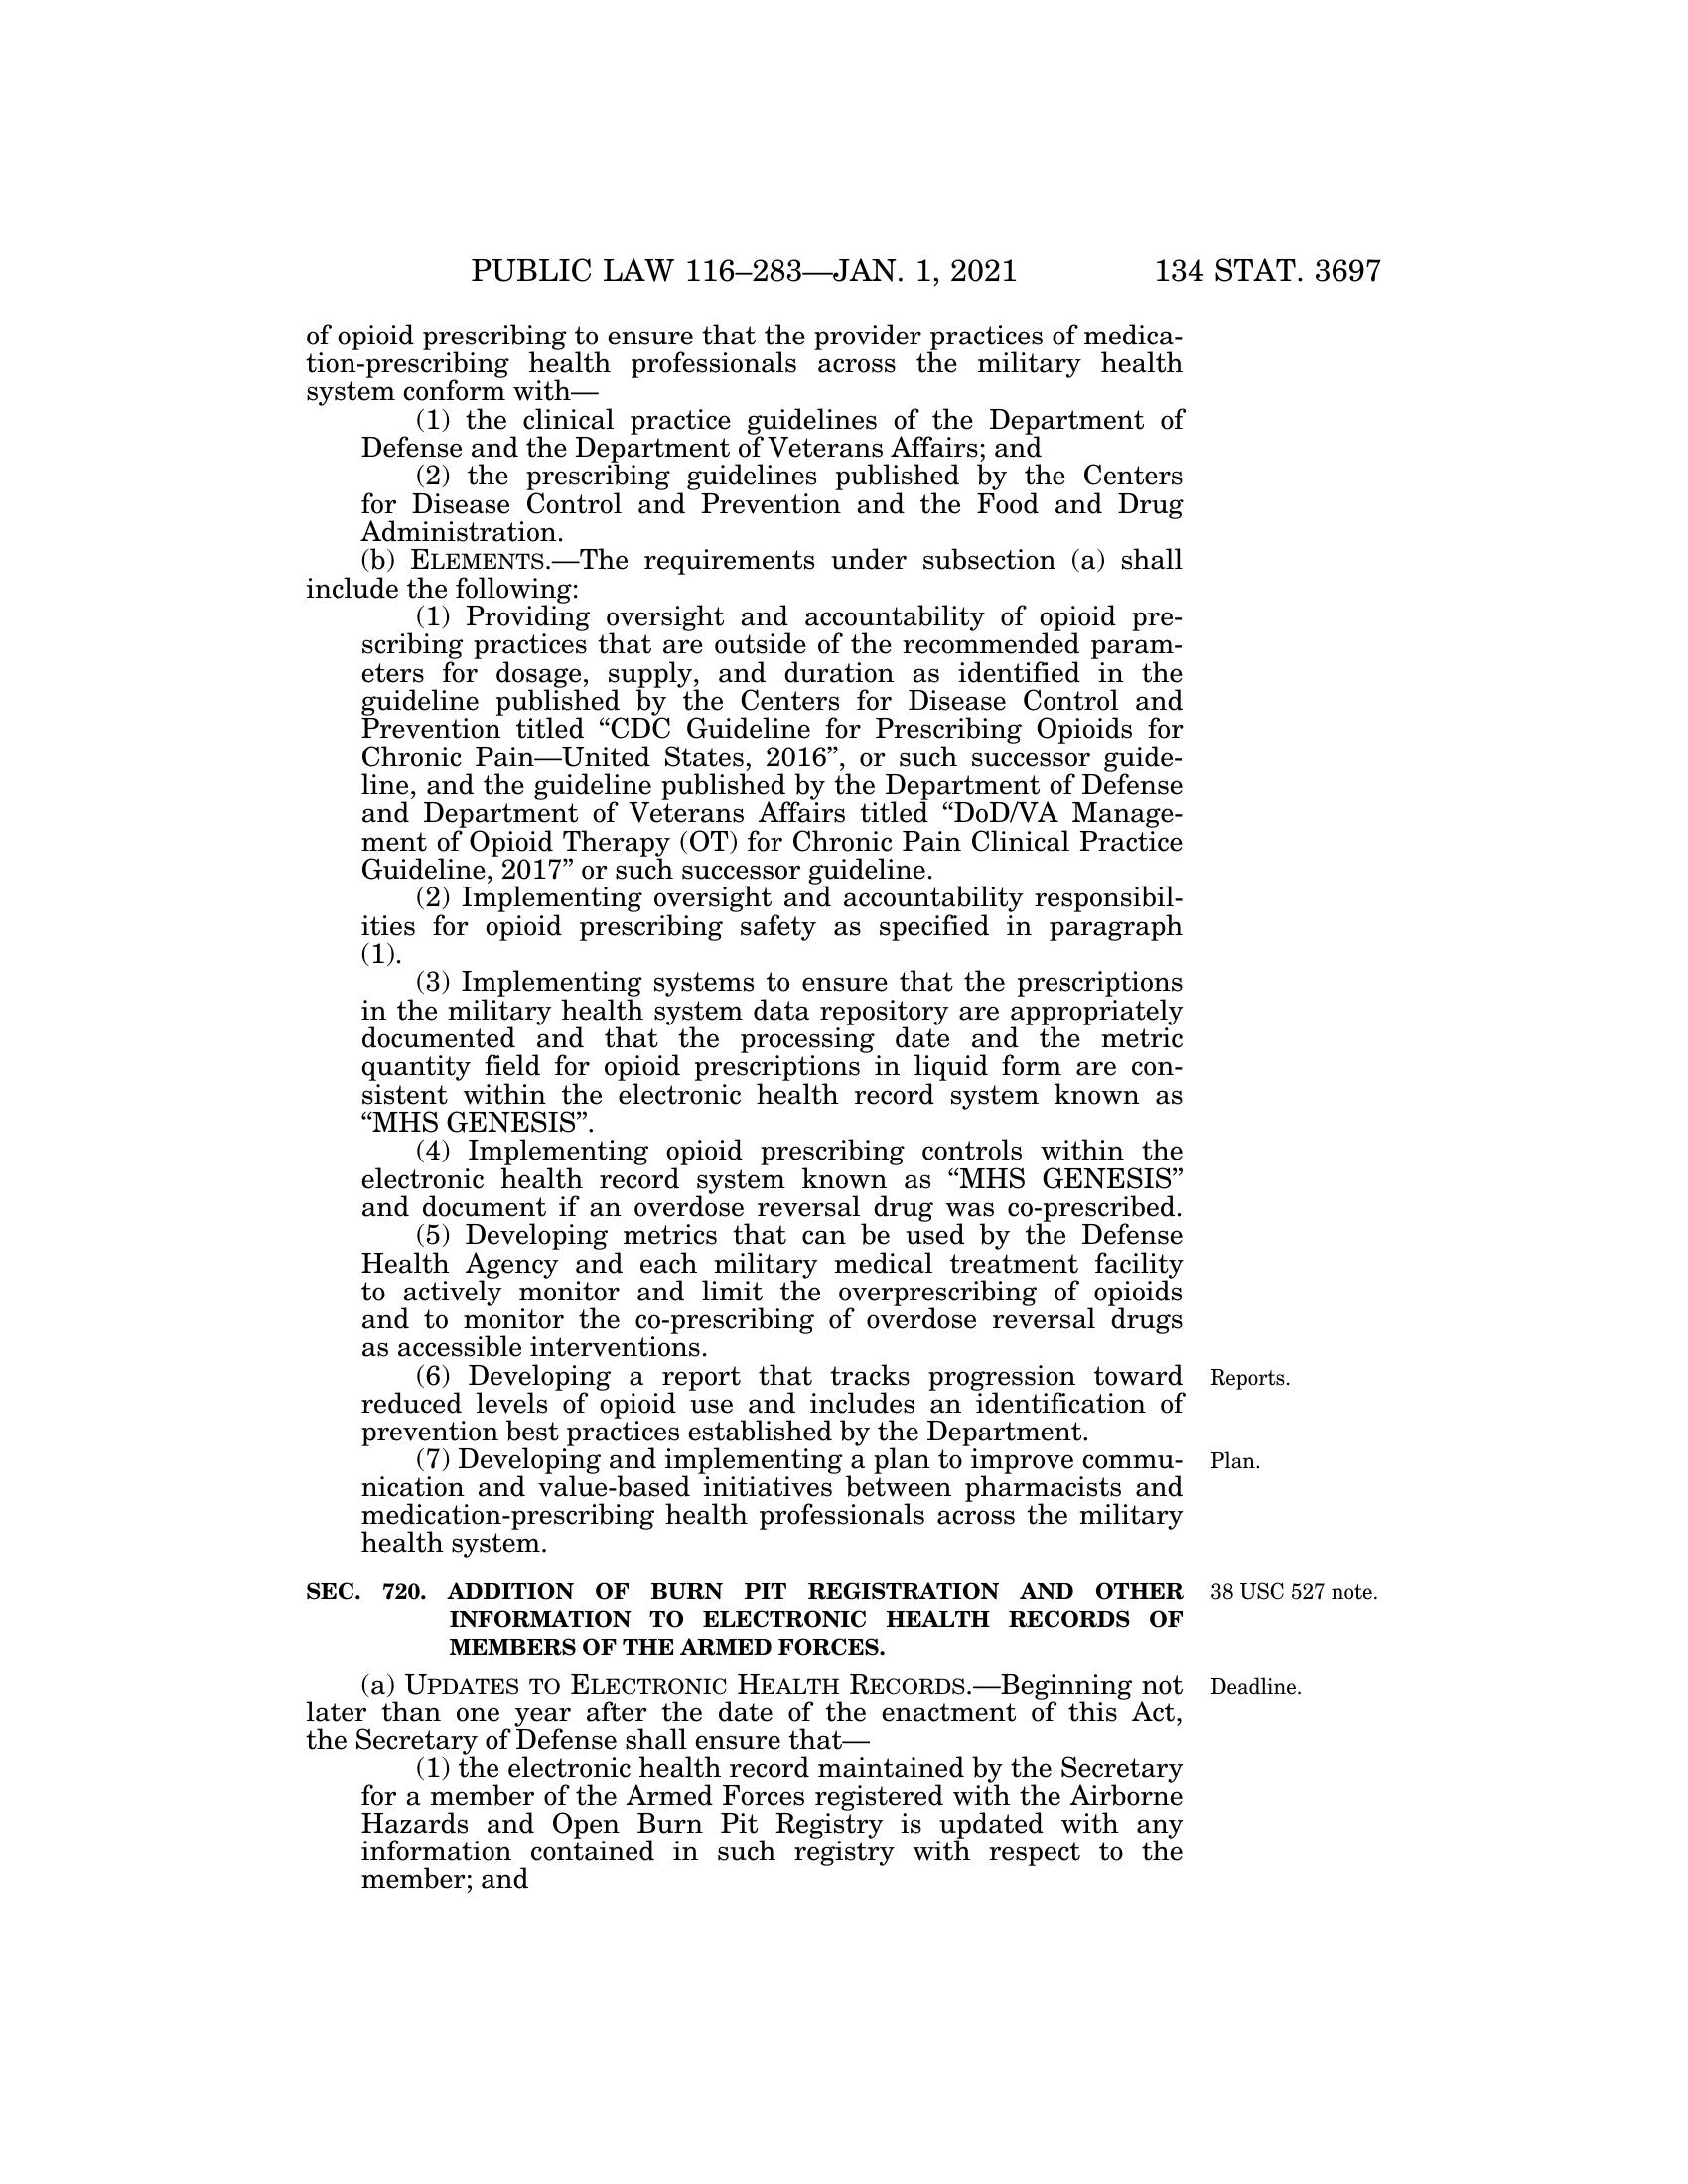 PUBLIC LAW 116–283—JAN. 1, 2021 134 STAT. 3697
of opioid prescribing to ensure that the provider practices of medica-
tion-prescribing health professionals across the military health
system conform with—
(1) the clinical practice guidelines of the Department of
Defense and the Department of Veterans Affairs; and
(2) the prescribing guidelines published by the Centers
for Disease Control and Prevention and the Food and Drug
Administration.
(b) ELEMENTS.—The requirements under subsection (a) shall
include the following:
(1) Providing oversight and accountability of opioid pre-
scribing practices that are outside of the recommended param-
eters for dosage, supply, and duration as identified in the
guideline published by the Centers for Disease Control and
Prevention titled “CDC Guideline for Prescribing Opioids for
Chronic Pain—United States, 2016”, or such successor guide-
line, and the guideline published by the Department of Defense
and Department of Veterans Affairs titled “DoD/VA Manage-
ment of Opioid Therapy (OT) for Chronic Pain Clinical Practice
Guideline, 2017” or such successor guideline.
(2) Implementing oversight and accountability responsibil-
ities for opioid prescribing safety as specified in paragraph
(1).
(3) Implementing systems to ensure that the prescriptions
in the military health system data repository are appropriately
documented and that the processing date and the metric
quantity field for opioid prescriptions in liquid form are con-
sistent within the electronic health record system known as
“MHS GENESIS”.
(4) Implementing opioid prescribing controls within the
electronic health record system known as “MHS GENESIS”
and document if an overdose reversal drug was co-prescribed.
(5) Developing metrics that can be used by the Defense
Health Agency and each military medical treatment facility
to actively monitor and limit the overprescribing of opioids
and to monitor the co-prescribing of overdose reversal drugs
as accessible interventions.
(6) Developing a report that tracks progression toward Reports.
reduced levels of opioid use and includes an identification of
prevention best practices established by the Department.
(7) Developing and implementing a plan to improve commu- Plan.
nication and value-based initiatives between pharmacists and
medication-prescribing health professionals across the military
health system.
SEC. 720. ADDITION OF BURN PIT REGISTRATION AND OTHER 38 USC 527 note.
INFORMATION TO ELECTRONIC HEALTH RECORDS OF
MEMBERS OF THE ARMED FORCES.
(a) UPDATES TO ELECTRONIC HEALTH RECORDS.—Beginning not Deadline.
later than one year after the date of the enactment of this Act,
the Secretary of Defense shall ensure that—
(1) the electronic health record maintained by the Secretary
for a member of the Armed Forces registered with the Airborne
Hazards and Open Burn Pit Registry is updated with any
information contained in such registry with respect to the
member; and